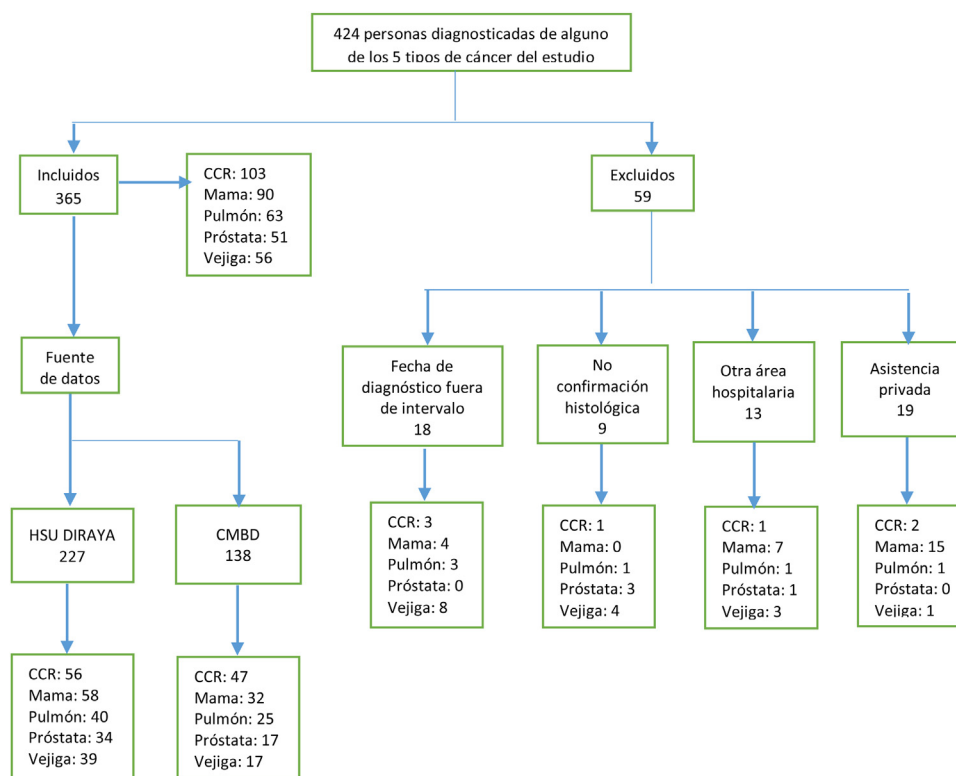 424 personas diagnosticadas de alguno
de los 5 tipos de cáncer del estudio
Incluidos
365
CCR: 103
Mama: 90
Pulmón: 63
Próstata: 51
Vejiga: 56
Excluidos
59
Fuente
de datos
Fecha de
diagnóstico fuera
de intervalo
18
No
confirmación
histológica
9
Otra área
hospitalaria
13
Asistencia
privada
19
HSU DIRAYA
227
CMBD
138
CCR: 3
Mama: 4
Pulmón: 3
Próstata: 0
Vejiga: 8
CCR: 1
Mama: 0
Pulmón: 1
Próstata: 3
Vejiga: 4
CCR: 1
Mama: 7
Pulmón: 1
Próstata: 1
Vejiga: 3
CCR: 2
Mama: 15
Pulmón: 1
Próstata: 0
Vejiga: 1
CCR: 56
Mama: 58
Pulmón: 40
Próstata: 34
Vejiga: 39
CCR: 47
Mama: 32
Pulmón: 25
Próstata: 17
Vejiga: 17